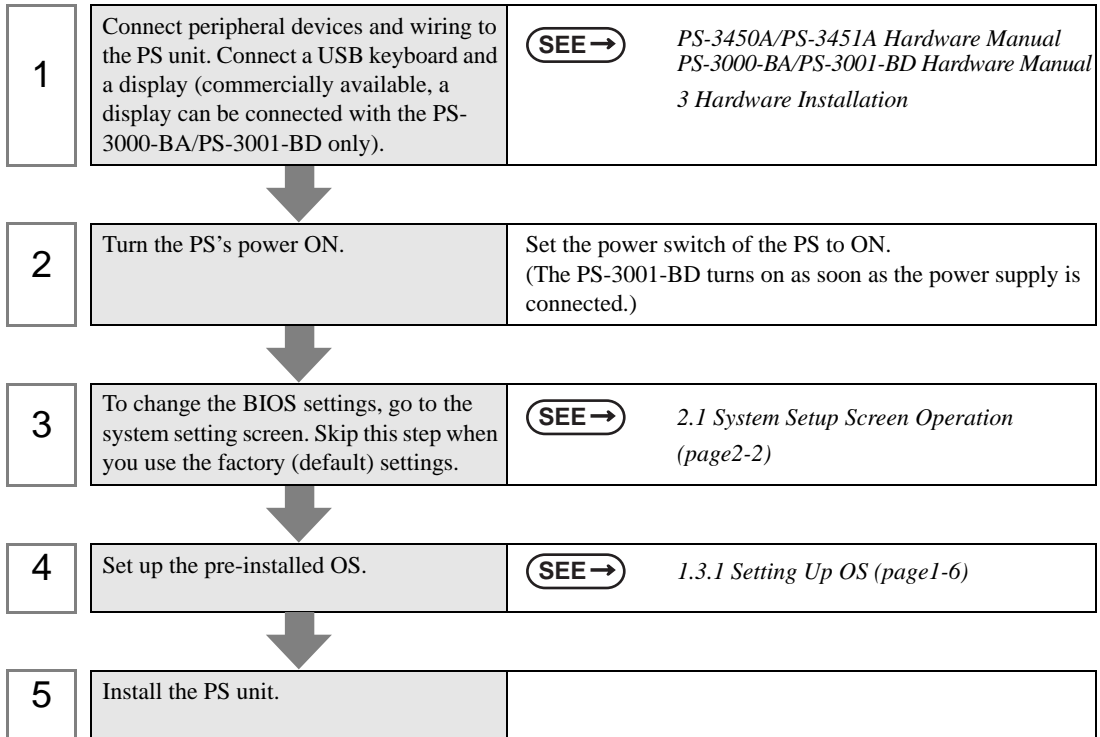 1
Connect peripheral devices and wiring to
the PS unit. Connect a USB keyboard and
a display (commercially available, a
display can be connected with the PS-
3000-BA/PS-3001-BD only).
SEE→
PS-3450A/PS-3451A Hardware Manual
PS-3000-BA/PS-3001-BD Hardware Manual
3 Hardware Installation
2
Turn the PS’s power ON.
Set the power switch of the PS to ON.
(The PS-3001-BD turns on as soon as the power supply is
connected.)
3
To change the BIOS settings, go to the
system setting screen. Skip this step when
you use the factory (default) settings.
SEE→
2.1 System Setup Screen Operation
(page2-2)
4
Set up the pre-installed OS.
SEE→
1.3.1 Setting Up OS (page1-6)
5
Install the PS unit.